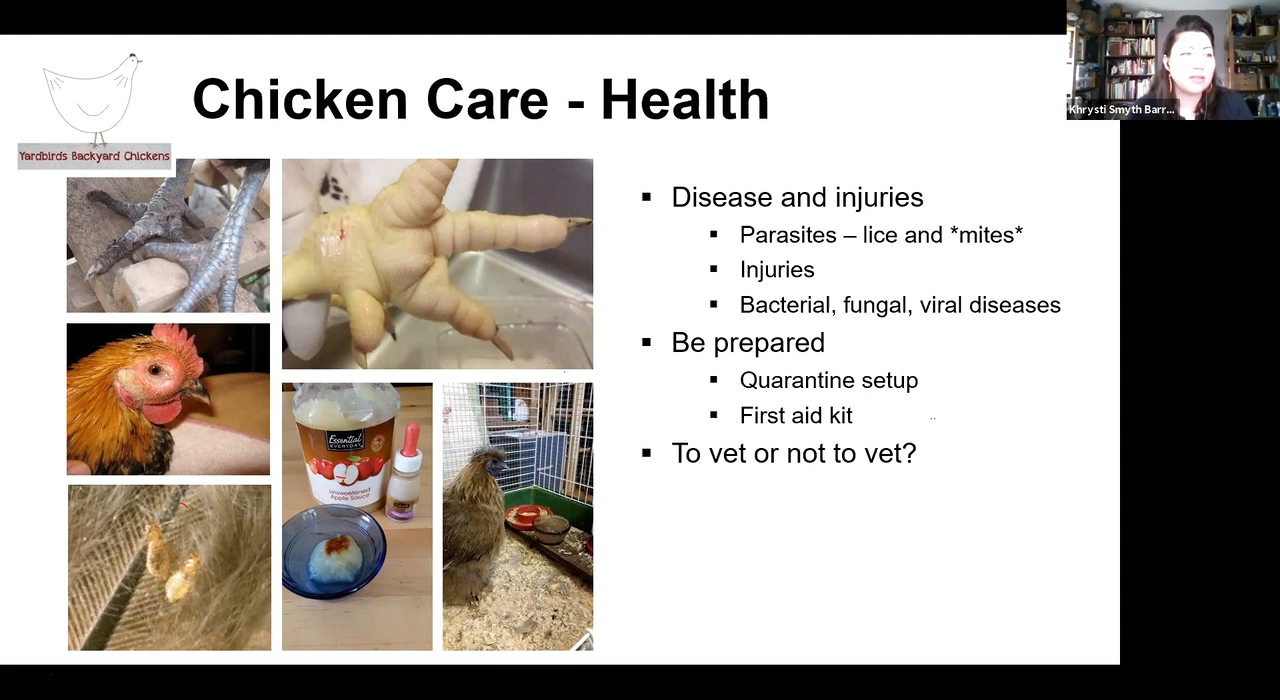 Chicken Care - Health
Khrysti Smyth Barr...
Yardbirds Backyard Chickens
Disease and injuries
Parasites – lice and *mites*
Injuries
Bacterial, fungal, viral diseases
Be prepared
Quarantine setup
First aid kit
To vet or not to vet?
Essential
EVERYDAY
Unsweetened
Apple Sauce